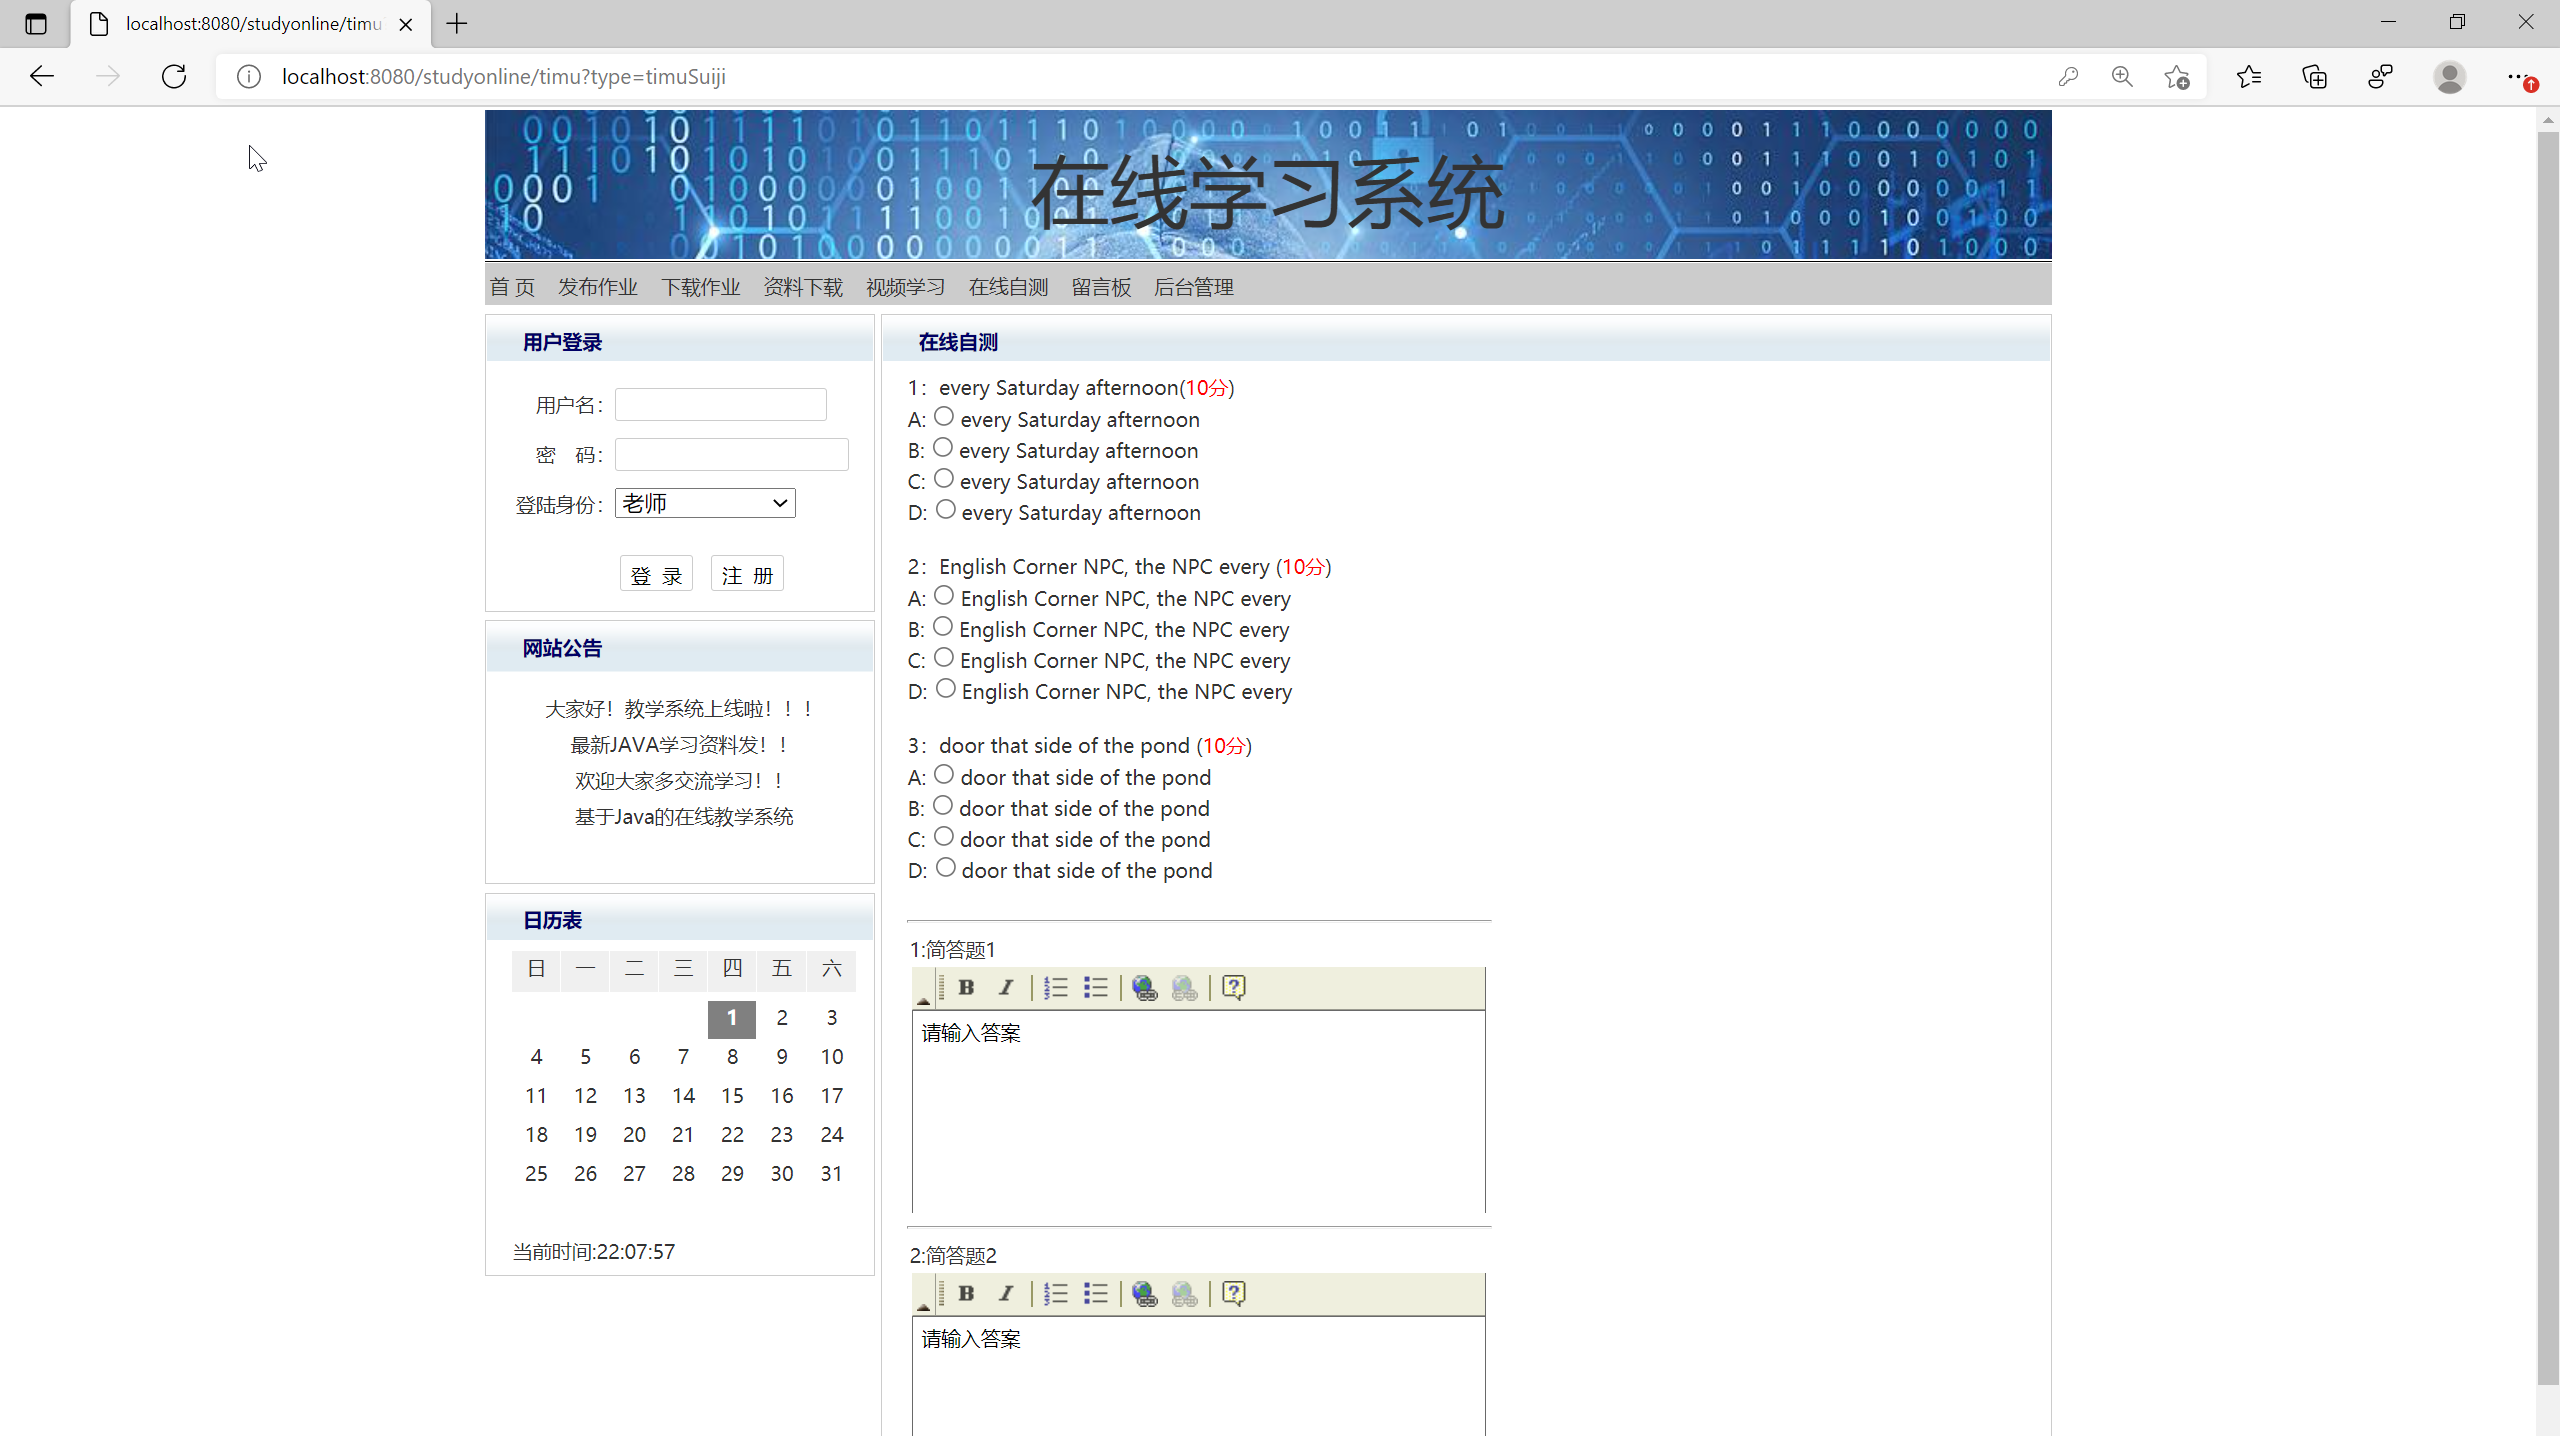 localhost:8080/studyonline/timu
localhost:8080/studyonline/timu?type=timuSuiji
在线学习系统
首 页 发布作业 下载作业 资料下载 视频学习 在线自测 留言板 后台管理
用户登录
用户名：
密 码：
登陆身份： 老师
登 录 注 册
网站公告
大家好！教学系统上线啦！！！
最新JAVA学习资料发！！
欢迎大家多交流学习！！
基于Java的在线教学系统
日历表
日 一 二 三 四 五 六
1 2 3
4 5 6 7 8 9 10
11 12 13 14 15 16 17
18 19 20 21 22 23 24
25 26 27 28 29 30 31
当前时间:22:07:57
在线自测
1：every Saturday afternoon(10分)
A: every Saturday afternoon
B: every Saturday afternoon
C: every Saturday afternoon
D: every Saturday afternoon
2：English Corner NPC, the NPC every (10分)
A: English Corner NPC, the NPC every
B: English Corner NPC, the NPC every
C: English Corner NPC, the NPC every
D: English Corner NPC, the NPC every
3：door that side of the pond (10分)
A: door that side of the pond
B: door that side of the pond
C: door that side of the pond
D: door that side of the pond
1:简答题1
B I
请输入答案
2:简答题2
B I
请输入答案